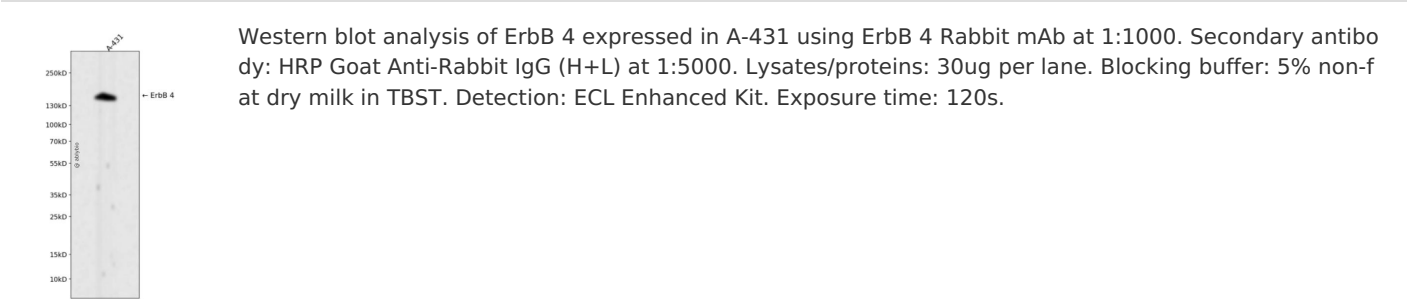 A-431
250kD
← ErbB 4
130kD
100kD
70kD
55kD
@ ablybio
35kD
25kD
15kD
10kD
Western blot analysis of ErbB 4 expressed in A-431 using ErbB 4 Rabbit mAb at 1:1000. Secondary antibo
dy: HRP Goat Anti-Rabbit IgG (H+L) at 1:5000. Lysates/proteins: 30ug per lane. Blocking buffer: 5% non-f
at dry milk in TBST. Detection: ECL Enhanced Kit. Exposure time: 120s.